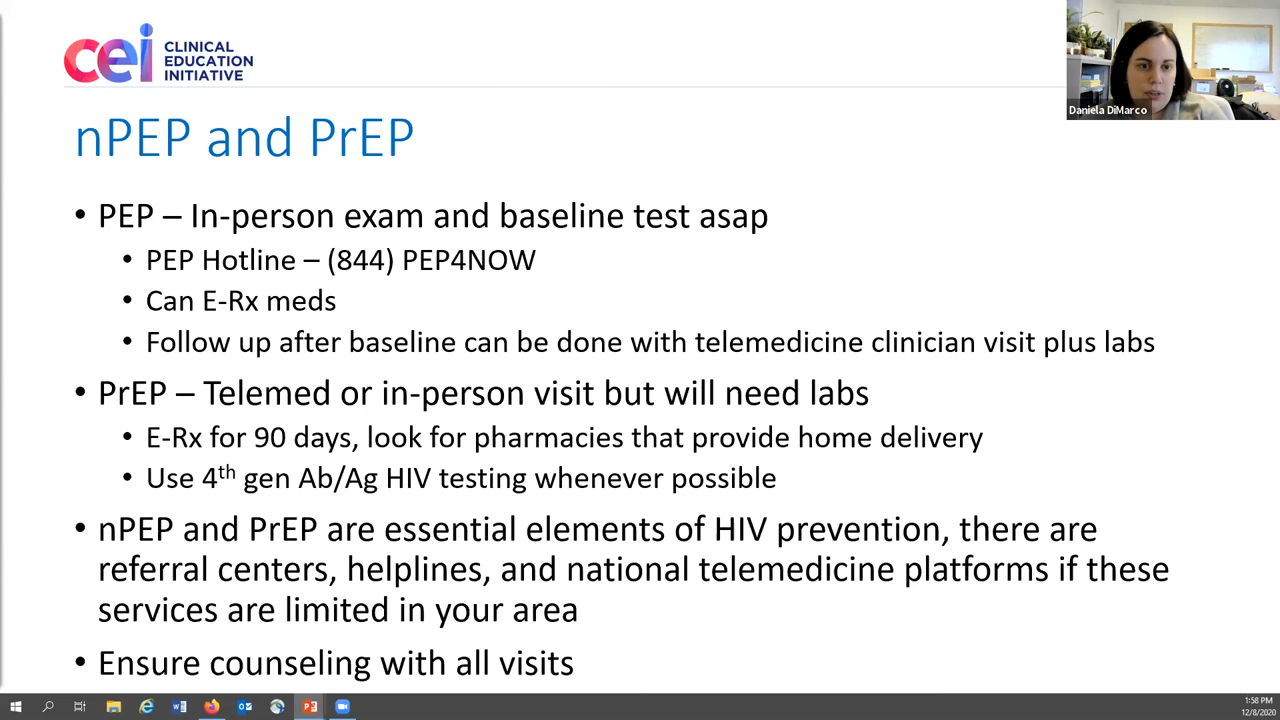 cei CLINICAL
EDUCATION
INITIATIVE
Daniela DiMarco
nPEP and PrEP
• PEP – In-person exam and baseline test asap
• PEP Hotline – (844) PEP4NOW
• Can E-Rx meds
• Follow up after baseline can be done with telemedicine clinician visit plus labs
• PrEP – Telemed or in-person visit but will need labs
• E-Rx for 90 days, look for pharmacies that provide home delivery
• Use 4th gen Ab/Ag HIV testing whenever possible
• nPEP and PrEP are essential elements of HIV prevention, there are
referral centers, helplines, and national telemedicine platforms if these
services are limited in your area
• Ensure counseling with all visits
1:58 PM
12/8/2020